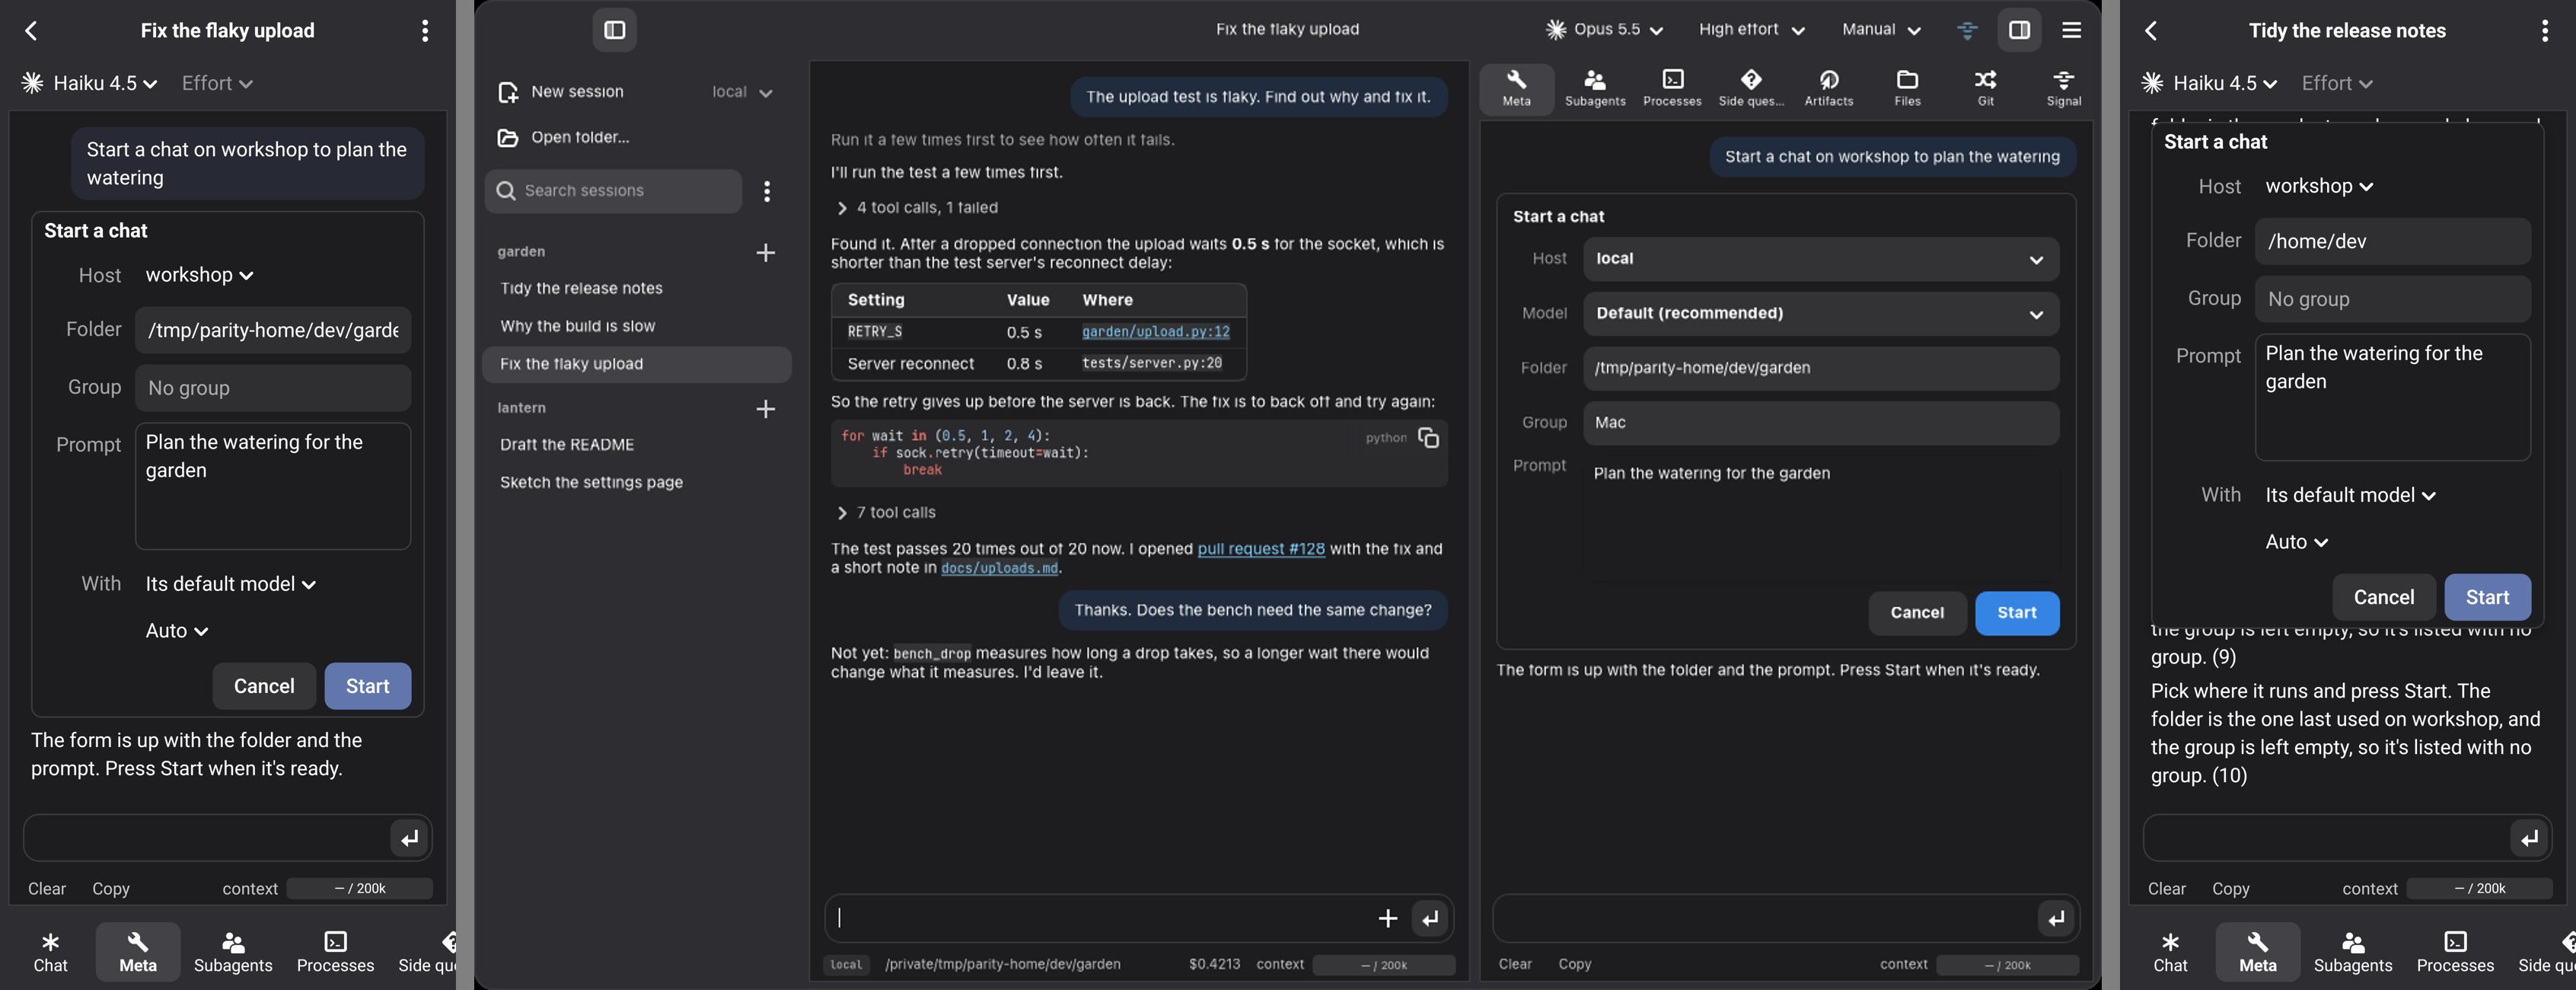 Fix the flaky upload
Haiku 4.5
Effort
Start a chat on workshop to plan the
watering
Start a chat
Host
workshop
Folder
/tmp/parity-home/dev/garde
Group
No group
Prompt
Plan the watering for the
garden
With
Its default model
Auto
Cancel
Start
The form is up with the folder and the
prompt. Press Start when it's ready.
Clear
Copy
context
– / 200k
Chat
Meta
Subagents
Processes
Side qu
Fix the flaky upload
Opus 5.5
High effort
Manual
New session
local
Open folder...
Search sessions
garden
Tidy the release notes
Why the build is slow
Fix the flaky upload
lantern
Draft the README
Sketch the settings page
The upload test is flaky. Find out why and fix it.
Run it a few times first to see how often it fails.
I'll run the test a few times first.
4 tool calls, 1 failed
Found it. After a dropped connection the upload waits 0.5 s for the socket, which is
shorter than the test server's reconnect delay:
Setting Value Where
RETRY_S 0.5 s garden/upload.py:12
Server reconnect 0.8 s tests/server.py:20
So the retry gives up before the server is back. The fix is to back off and try again:
python
for wait in (0.5, 1, 2, 4):
if sock.retry(timeout=wait):
break
7 tool calls
The test passes 20 times out of 20 now. I opened pull request #128 with the fix and
a short note in docs/uploads.md.
Thanks. Does the bench need the same change?
Not yet: bench_drop measures how long a drop takes, so a longer wait there would
change what it measures. I'd leave it.
local
/private/tmp/parity-home/dev/garden
$0.4213
context
– / 200k
Meta
Subagents
Processes
Side ques...
Artifacts
Files
Git
Signal
Start a chat on workshop to plan the watering
Start a chat
Host
local
Model
Default (recommended)
Folder
/tmp/parity-home/dev/garden
Group
Mac
Prompt
Plan the watering for the garden
Cancel
Start
The form is up with the folder and the prompt. Press Start when it's ready.
Clear
Copy
context
– / 200k
Tidy the release notes
Haiku 4.5
Effort
Start a chat
Host
workshop
Folder
/home/dev
Group
No group
Prompt
Plan the watering for the
garden
With
Its default model
Auto
Cancel
Start
the group is left empty, so it's listed with no
group. (9)
Pick where it runs and press Start. The
folder is the one last used on workshop, and
the group is left empty, so it's listed with no
group. (10)
Clear
Copy
context
– / 200k
Chat
Meta
Subagents
Processes
Side qu